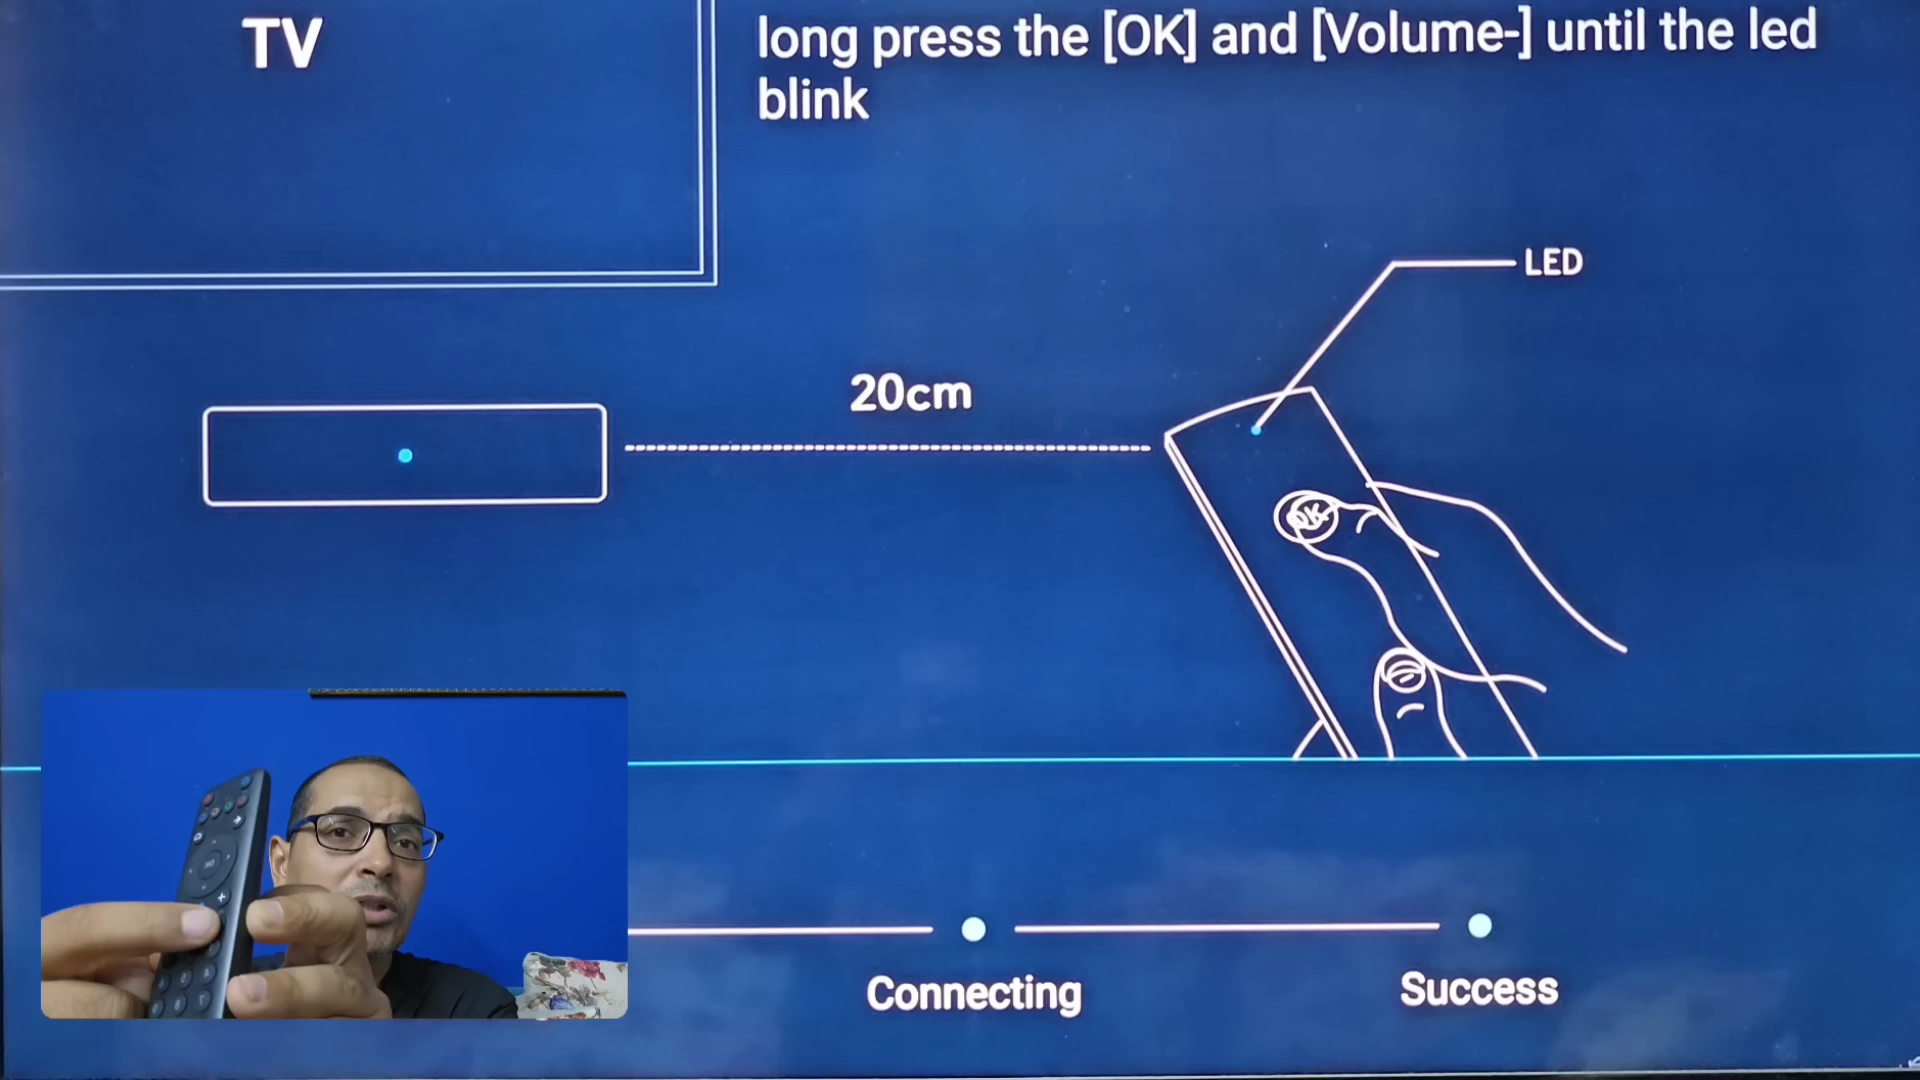 TV
long press the [OK] and [Volume-] until the led
blink
LED
20cm
OK
Connecting
Success